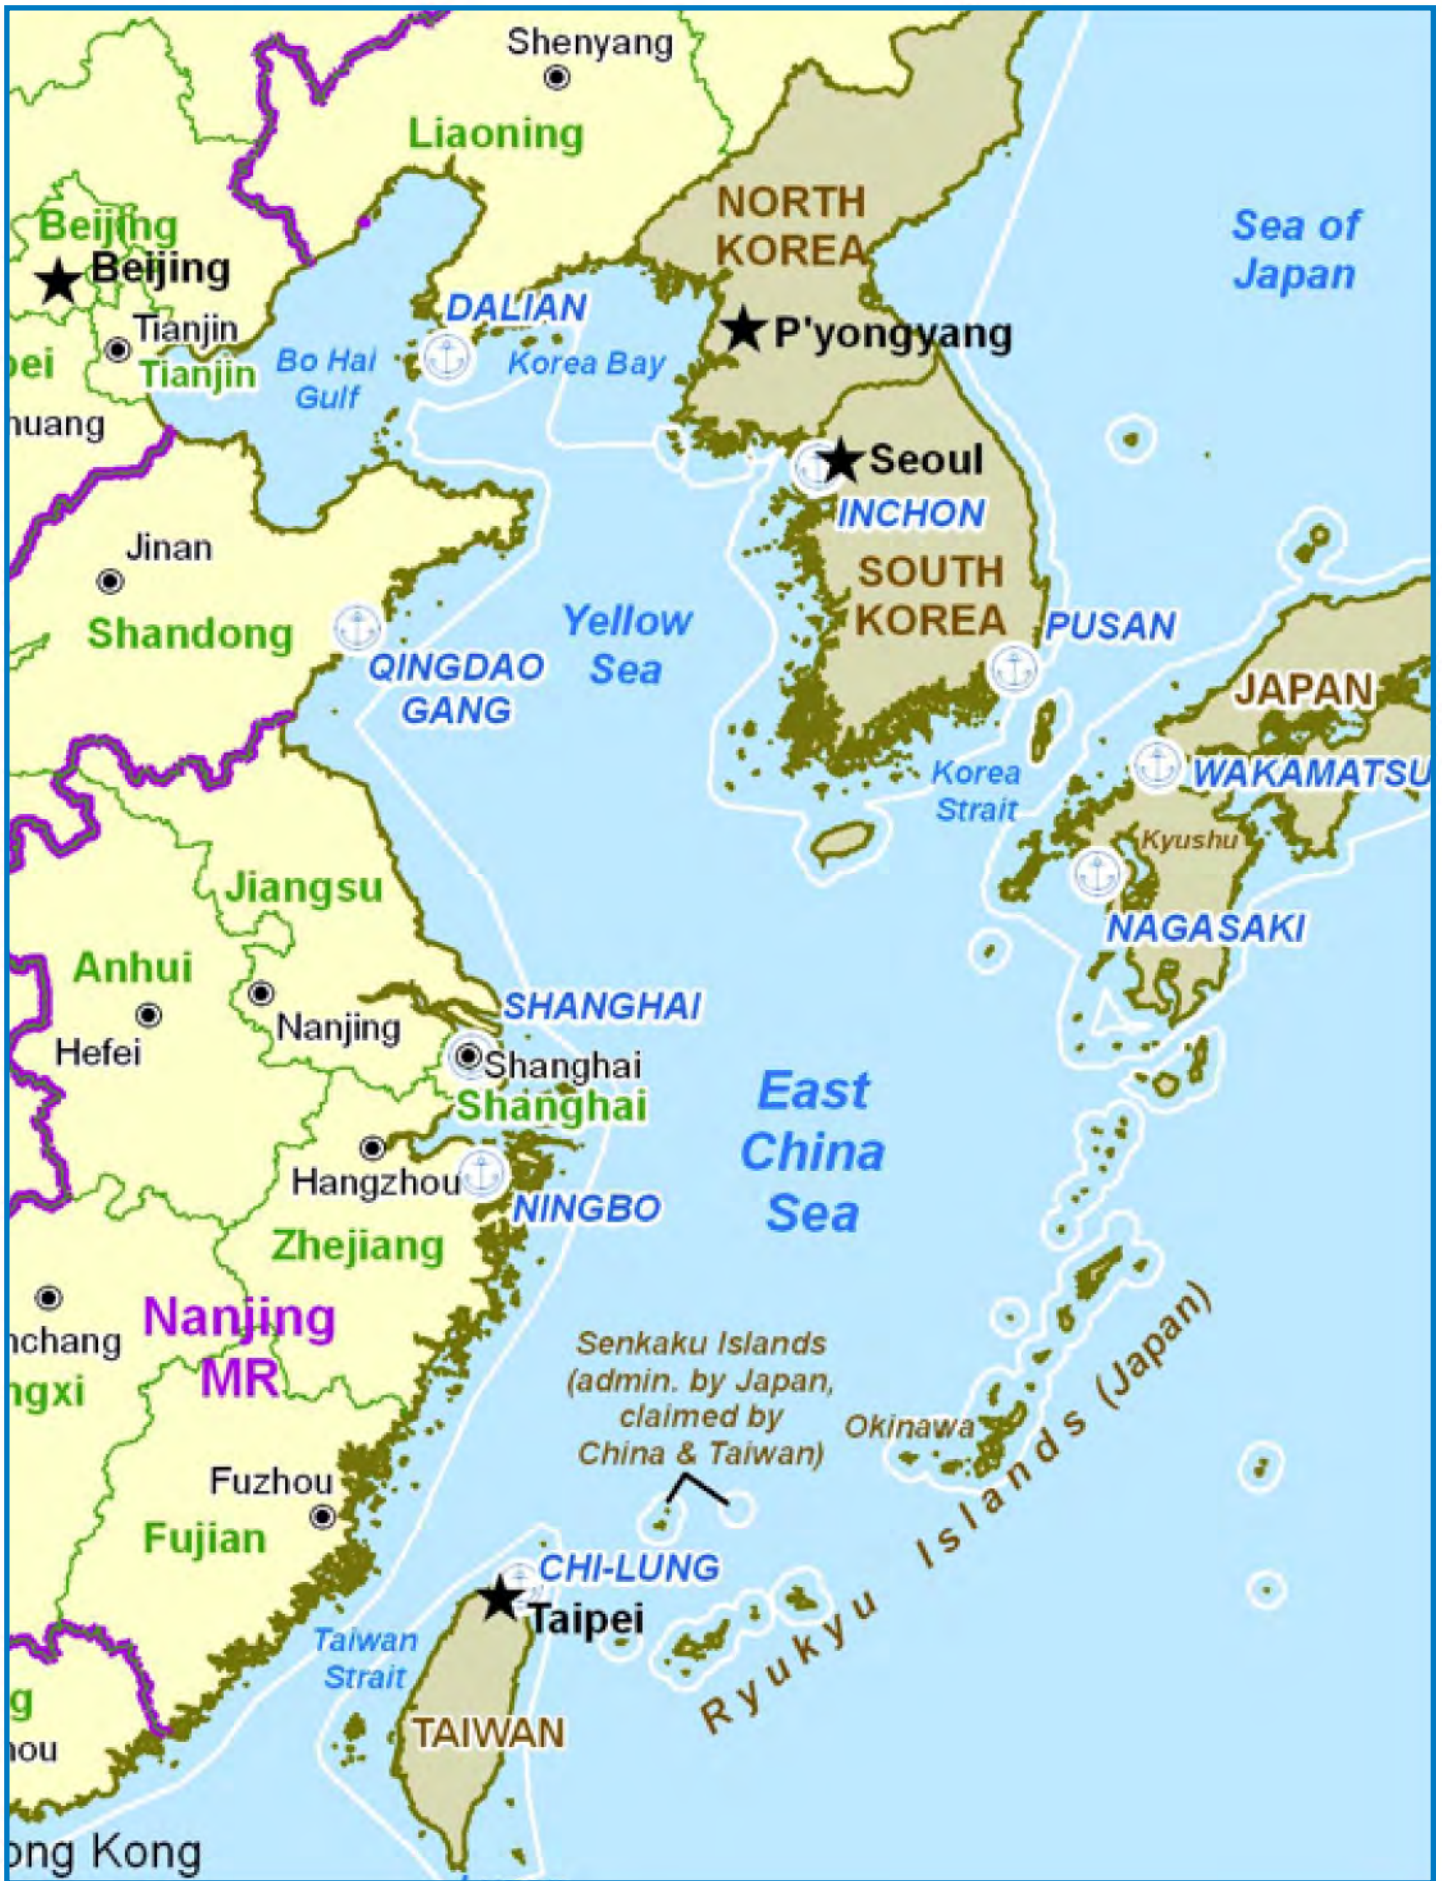 Shenyang
Liaoning
NORTH
KOREA
Sea of
Japan
Beijing
Beijing
DALIAN
Tianjin
Tianjin
P'yongyang
Bo Hai
Gulf
Korea Bay
Seoul
INCHON
Jinan
SOUTH
KOREA
Shandong
Yellow
Sea
PUSAN
QINGDAO
GANG
JAPAN
Korea
Strait
WAKAMATSU
Kyushu
Jiangsu
NAGASAKI
Anhui
SHANGHAI
Nanjing
Hefei
Shanghai
Shanghai
East
China
Sea
Hangzhou
NINGBO
Zhejiang
Nanjing
MR
Senkaku Islands
(admin. by Japan,
claimed by
China & Taiwan)
Okinawa
Ryukyu Islands (Japan)
Fuzhou
Fujian
CHI-LUNG
Taipei
Taiwan
Strait
TAIWAN
ong Kong